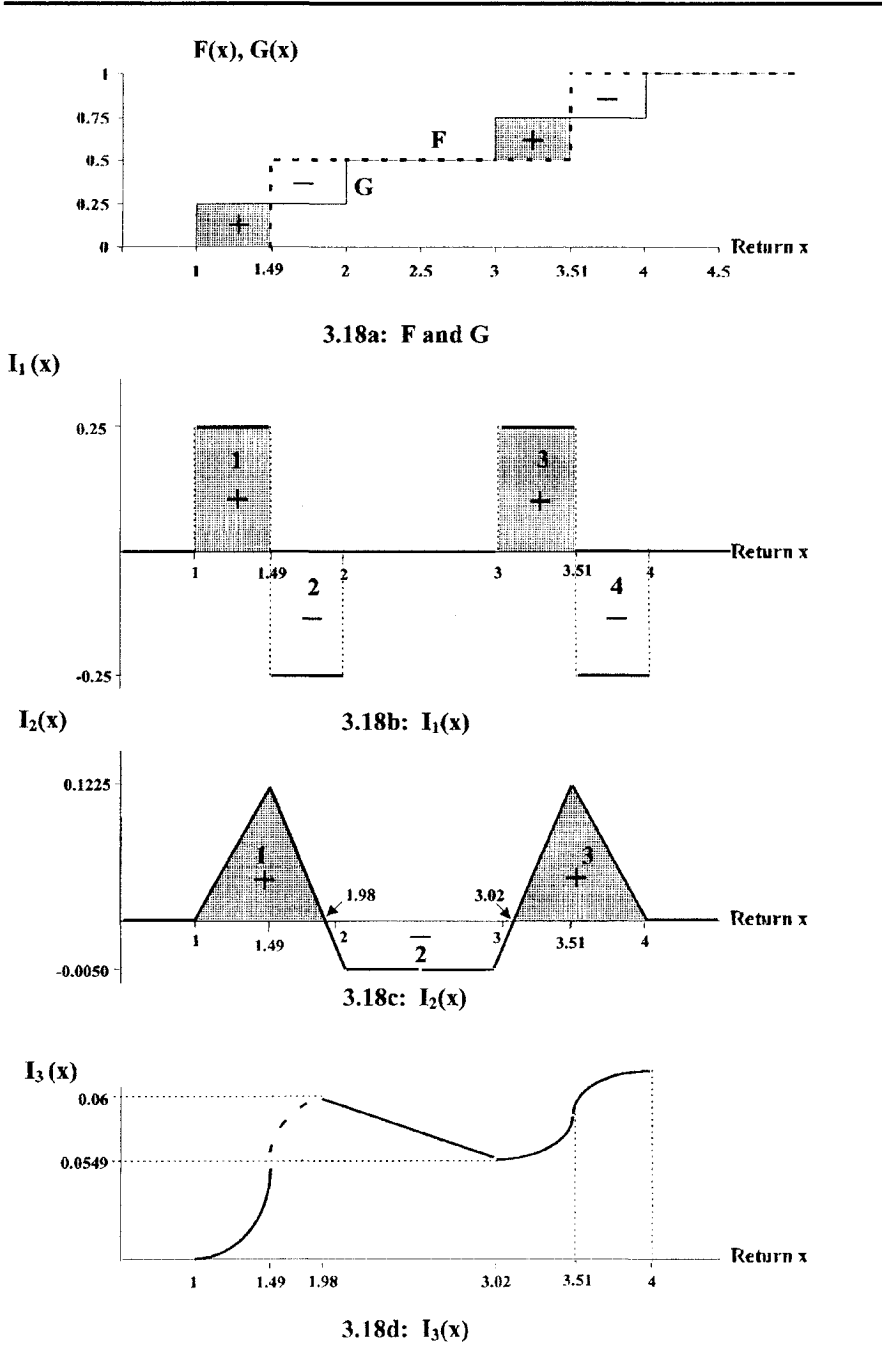 F(x), G(x)
1
0.75
0.5
0.25
0
F
G
+
−
+
−
Return x
1 1.49 2 2.5 3 3.51 4 4.5
3.18a: F and G
I₁ (x)
0.25
-0.25
1
+
2
−
3
+
4
−
Return x
1 1.49 2 3 3.51 4
3.18b: I₁(x)
I₂(x)
0.1225
-0.0050
1
+
1.98
3.02
3
+
−
2
Return x
1 1.49 2 3 3.51 4
3.18c: I₂(x)
I₃ (x)
0.06
0.0549
Return x
1 1.49 1.98 3.02 3.51 4
3.18d: I₃(x)